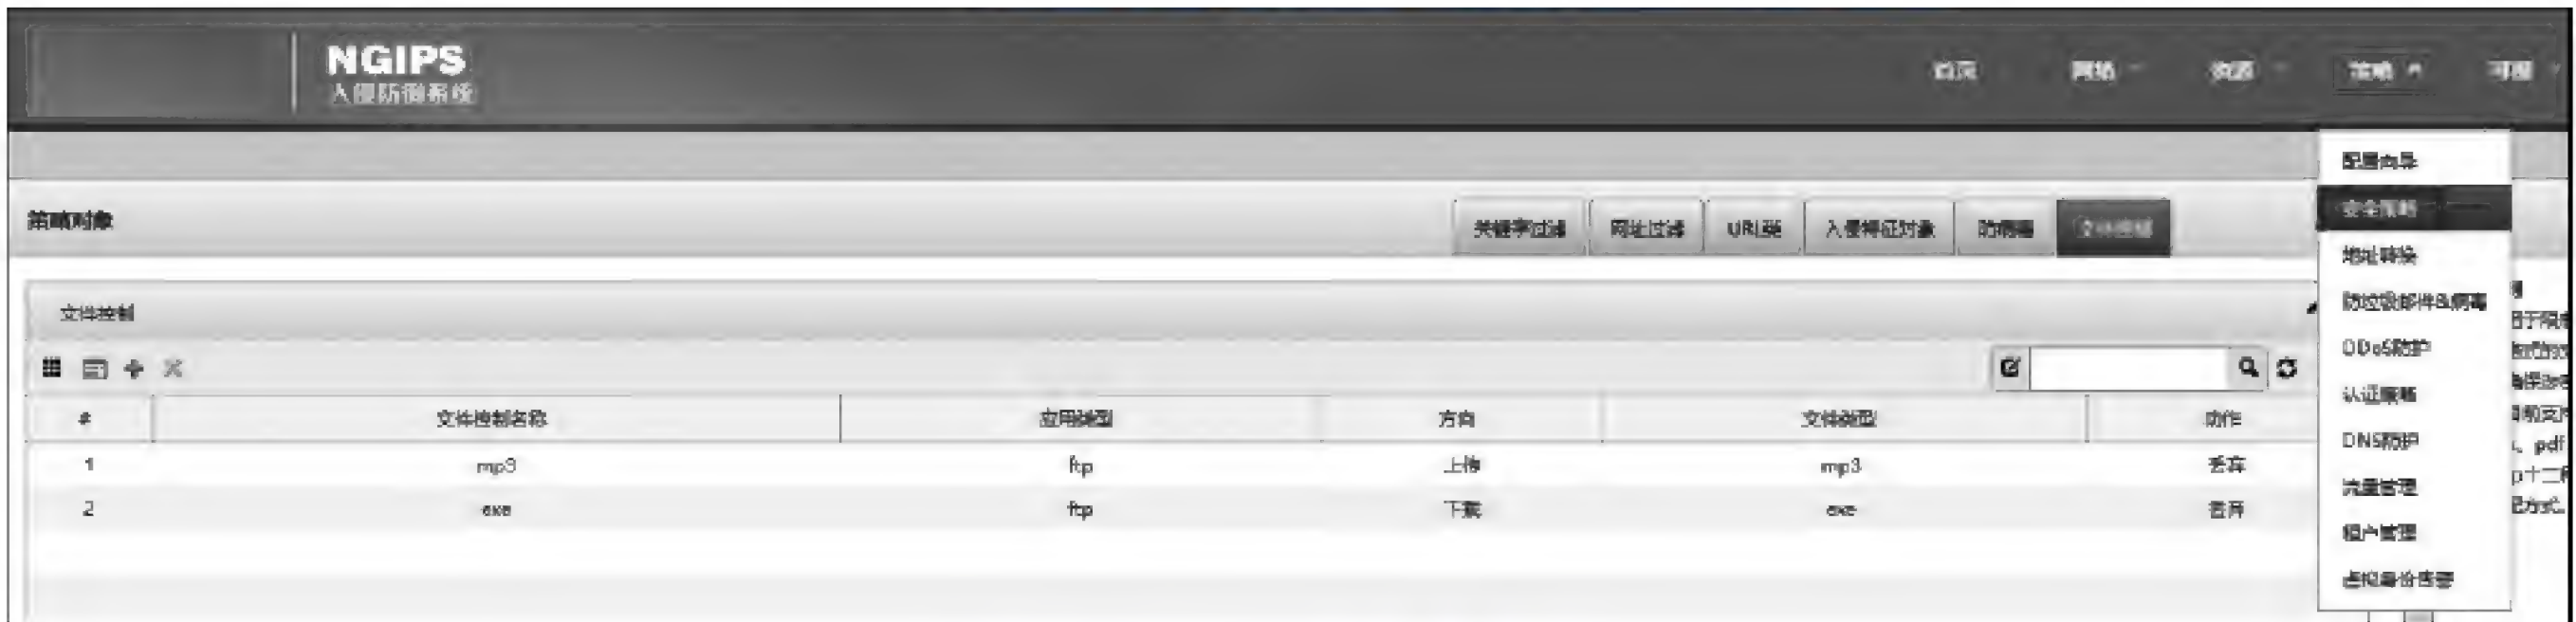 NGIPS
入侵防御系统
首页 网络 资源 策略
配置向导
策略对象 关键字过滤 网址过滤 URL 入侵特征对象 防病毒 文件控制 安全策略
地址转换
文件控制 防垃圾邮件&病毒
DDoS防护
认证策略
# 文件控制名称 应用类型 方向 文件类型 动作
DNS防护 、pdf
1 mp3 ftp 上传 mp3 丢弃
流量管理
2 exe ftp 下载 exe 丢弃
租户管理
虚拟身份